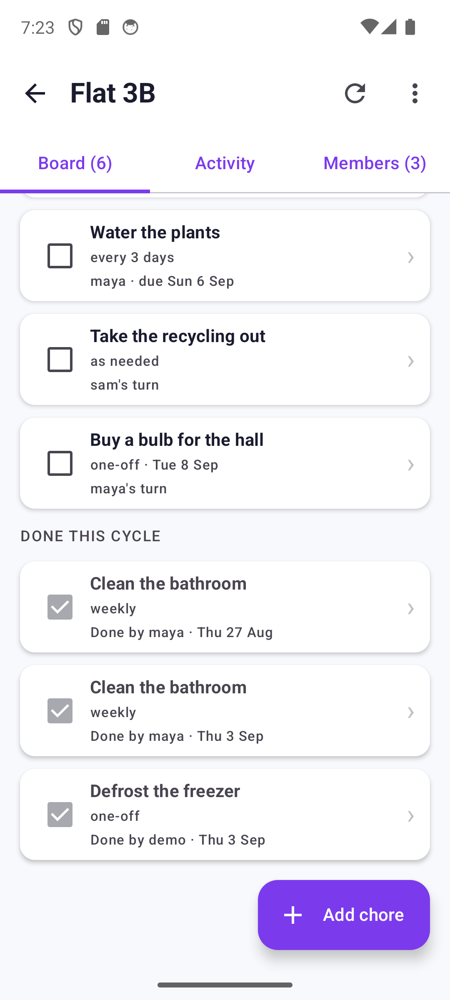 7:23
Flat 3B
Board (6)
Activity
Members (3)
Water the plants
every 3 days
maya · due Sun 6 Sep
Take the recycling out
as needed
sam's turn
Buy a bulb for the hall
one-off · Tue 8 Sep
maya's turn
DONE THIS CYCLE
Clean the bathroom
weekly
Done by maya · Thu 27 Aug
Clean the bathroom
weekly
Done by maya · Thu 3 Sep
Defrost the freezer
one-off
Done by demo · Thu 3 Sep
Add chore